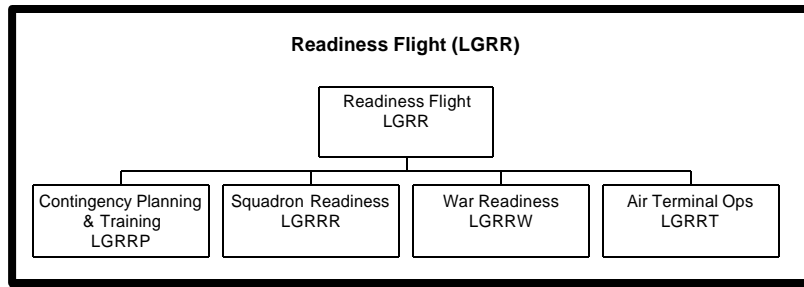 Readiness Flight (LGRR)
Readiness Flight
LGRR
Contingency Planning
& Training
LGRRP
Squadron Readiness
LGRRR
War Readiness
LGRRW
Air Terminal Ops
LGRRT